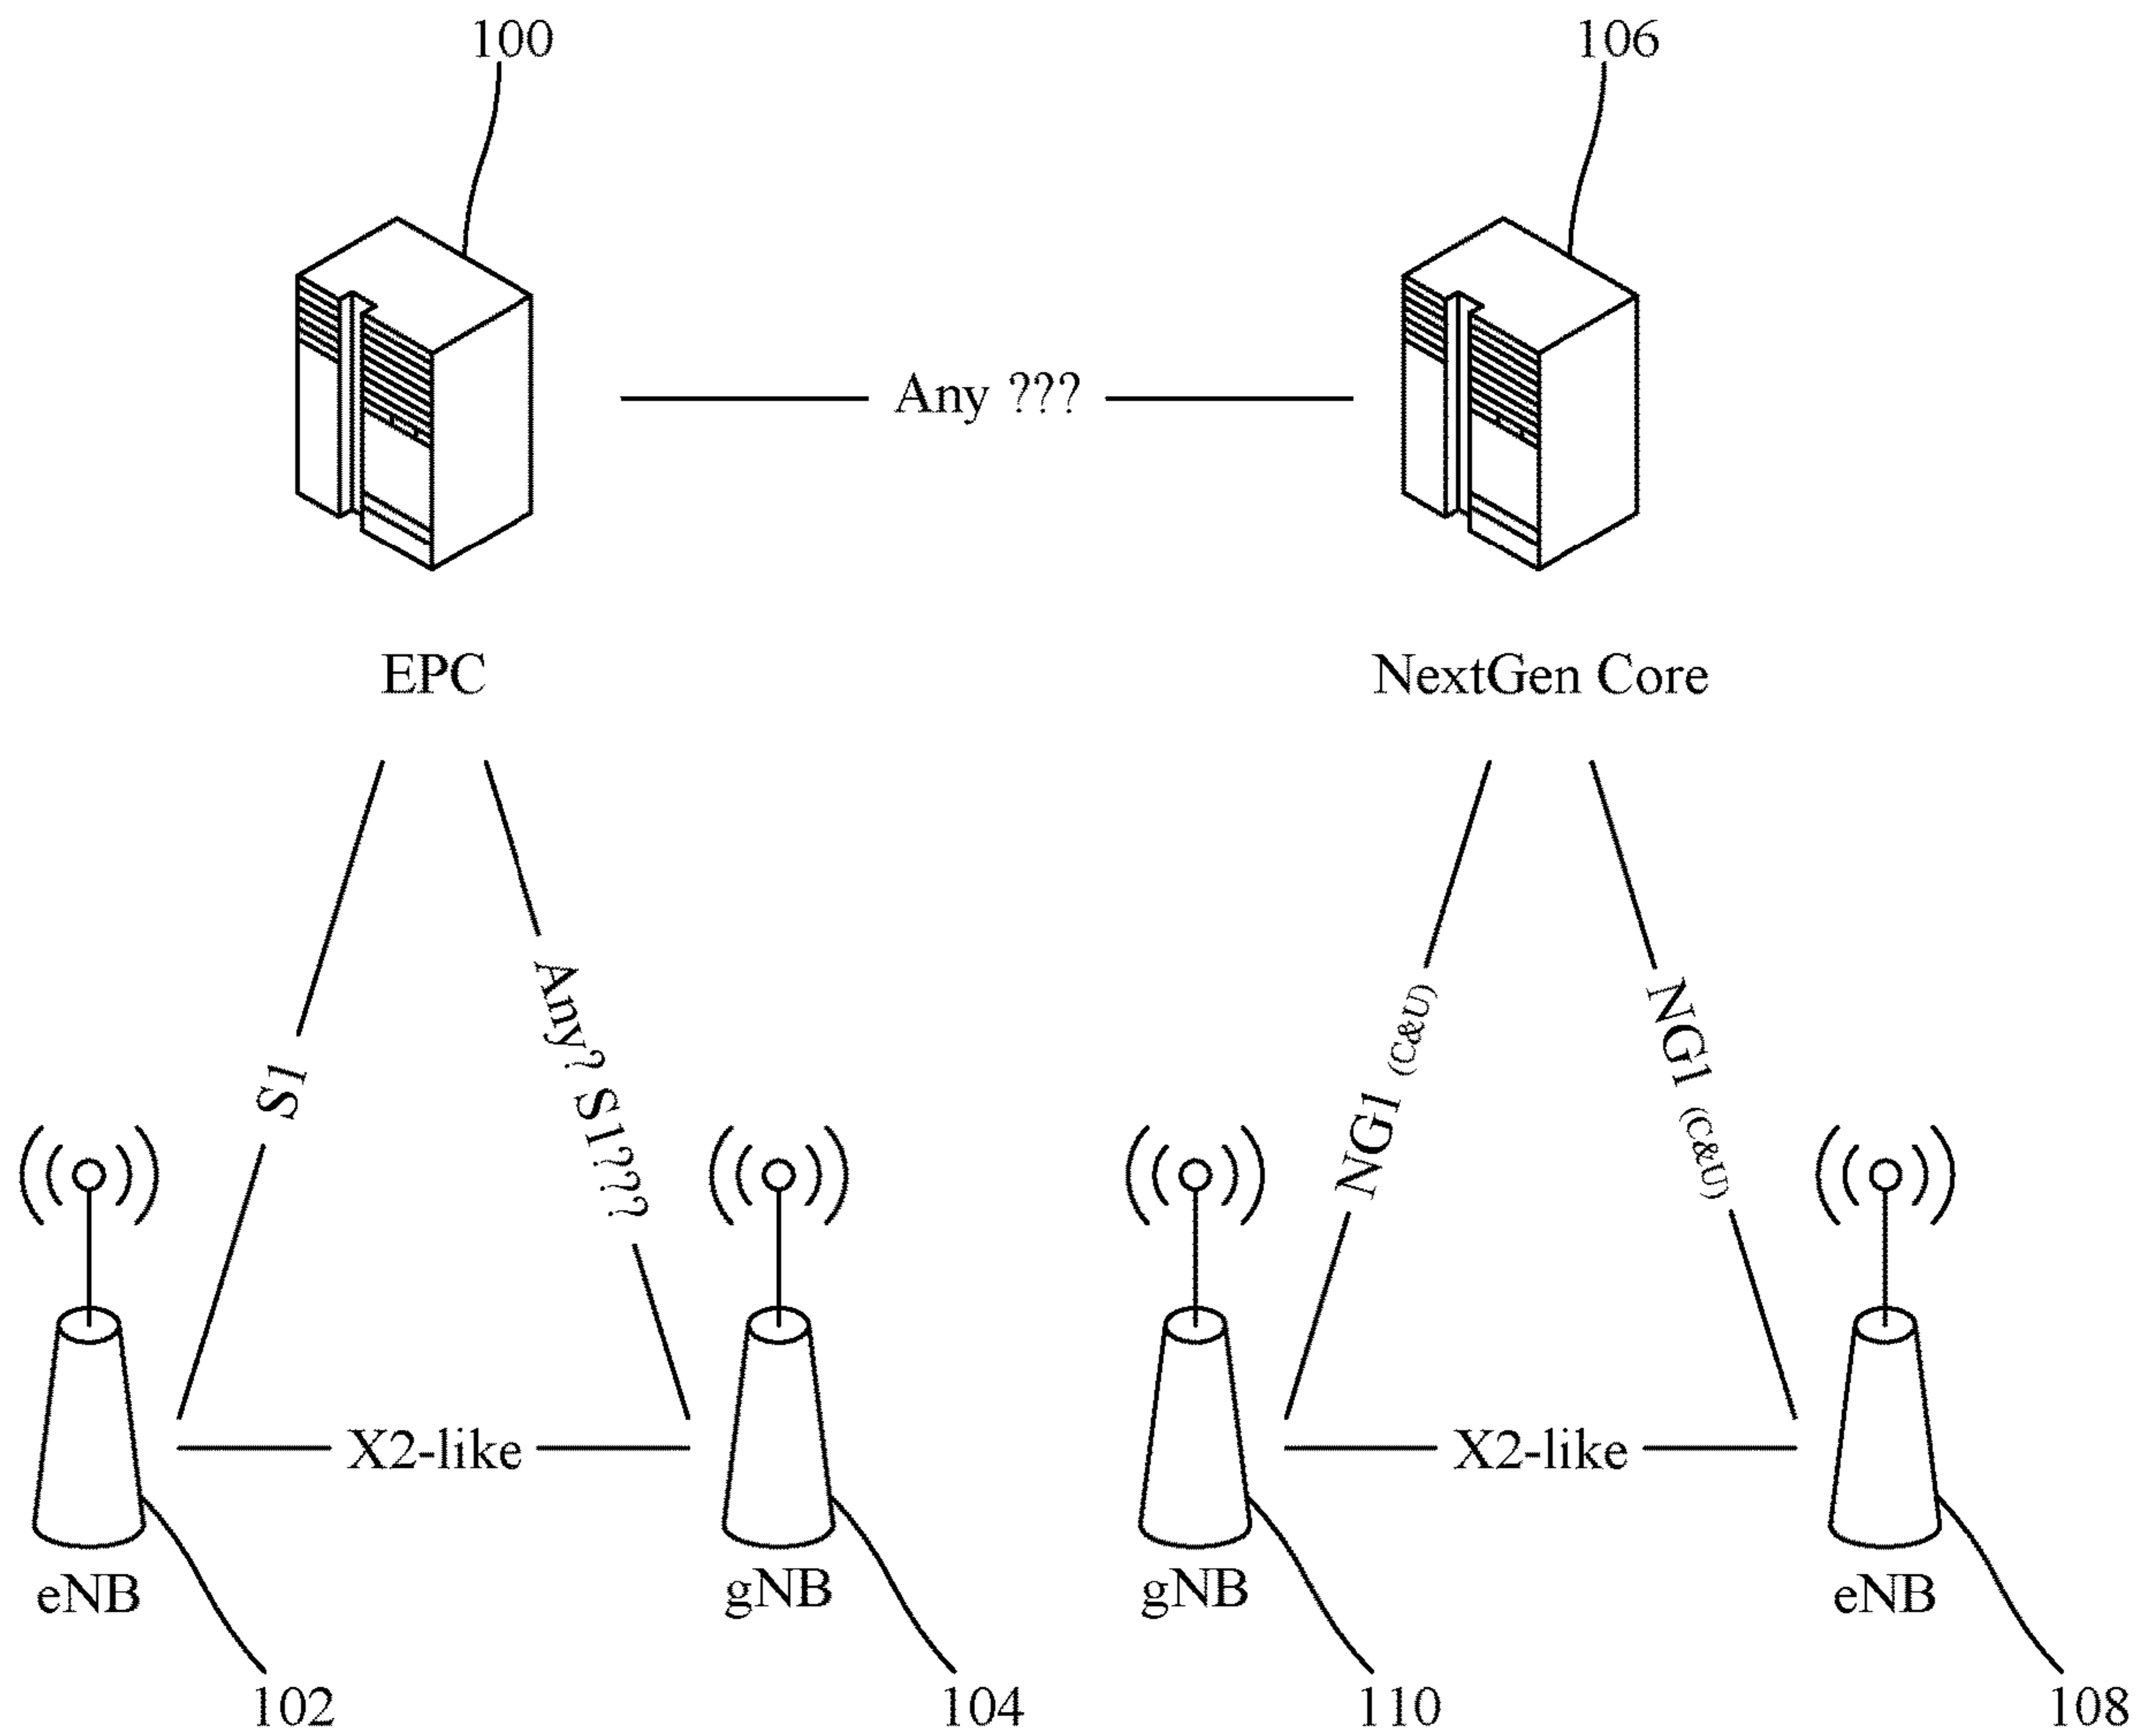 100
106
Any ???
EPC
NextGen Core
S1
Any? S1???
NG1 (C&U)
NG1 (C&U)
X2-like
X2-like
eNB
gNB
gNB
eNB
102
104
110
108